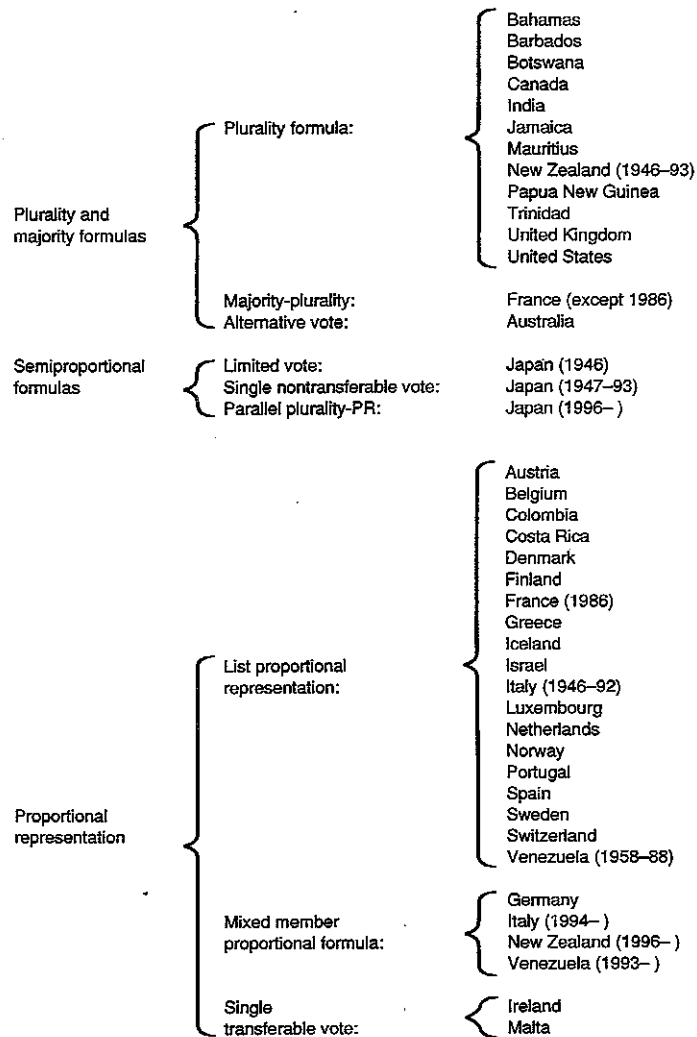 Plurality and
majority formulas
Plurality formula:
Bahamas
Barbados
Botswana
Canada
India
Jamaica
Mauritius
New Zealand (1946–93)
Papua New Guinea
Trinidad
United Kingdom
United States
Majority-plurality: France (except 1986)
Alternative vote: Australia
Semiproportional
formulas
Limited vote: Japan (1946)
Single nontransferable vote: Japan (1947–93)
Parallel plurality-PR: Japan (1996– )
Proportional
representation
List proportional
representation:
Austria
Belgium
Colombia
Costa Rica
Denmark
Finland
France (1986)
Greece
Iceland
Israel
Italy (1946–92)
Luxembourg
Netherlands
Norway
Portugal
Spain
Sweden
Switzerland
Venezuela (1958–88)
Mixed member
proportional formula:
Germany
Italy (1994– )
New Zealand (1996– )
Venezuela (1993– )
Single
transferable vote:
Ireland
Malta